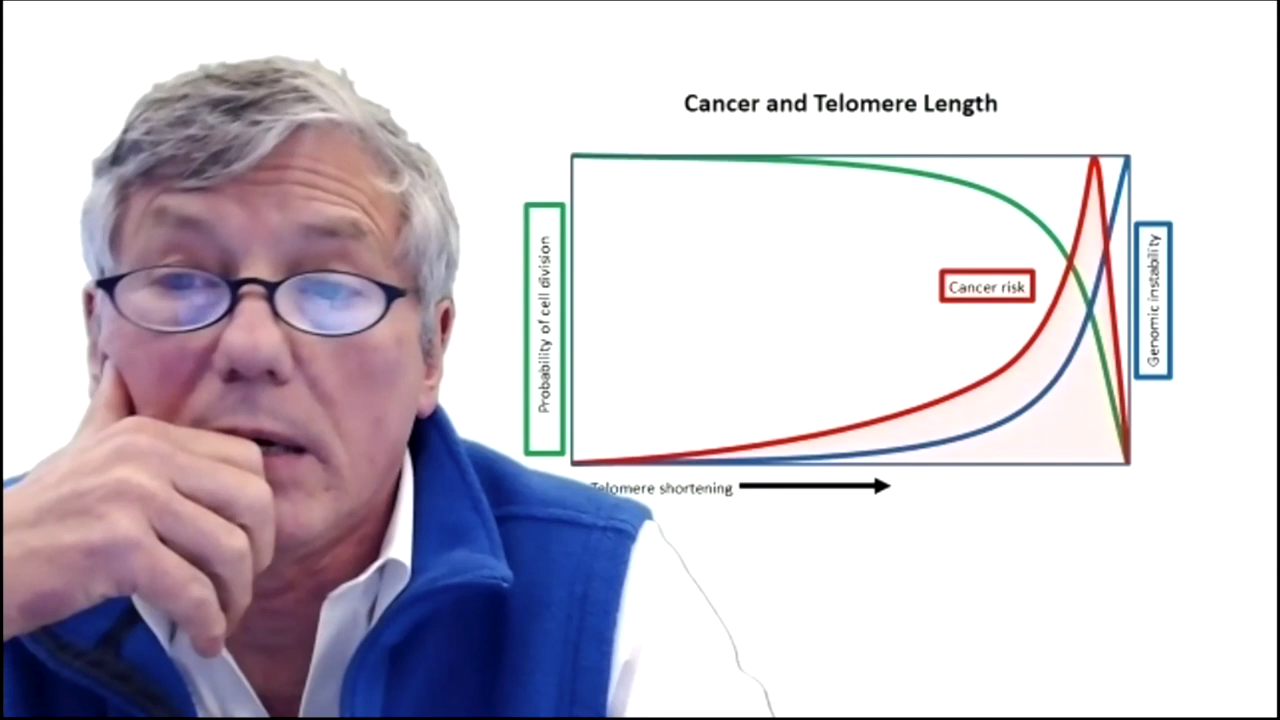 Cancer and Telomere Length
Probability of cell division
Cancer risk
Genomic instability
Telomere shortening